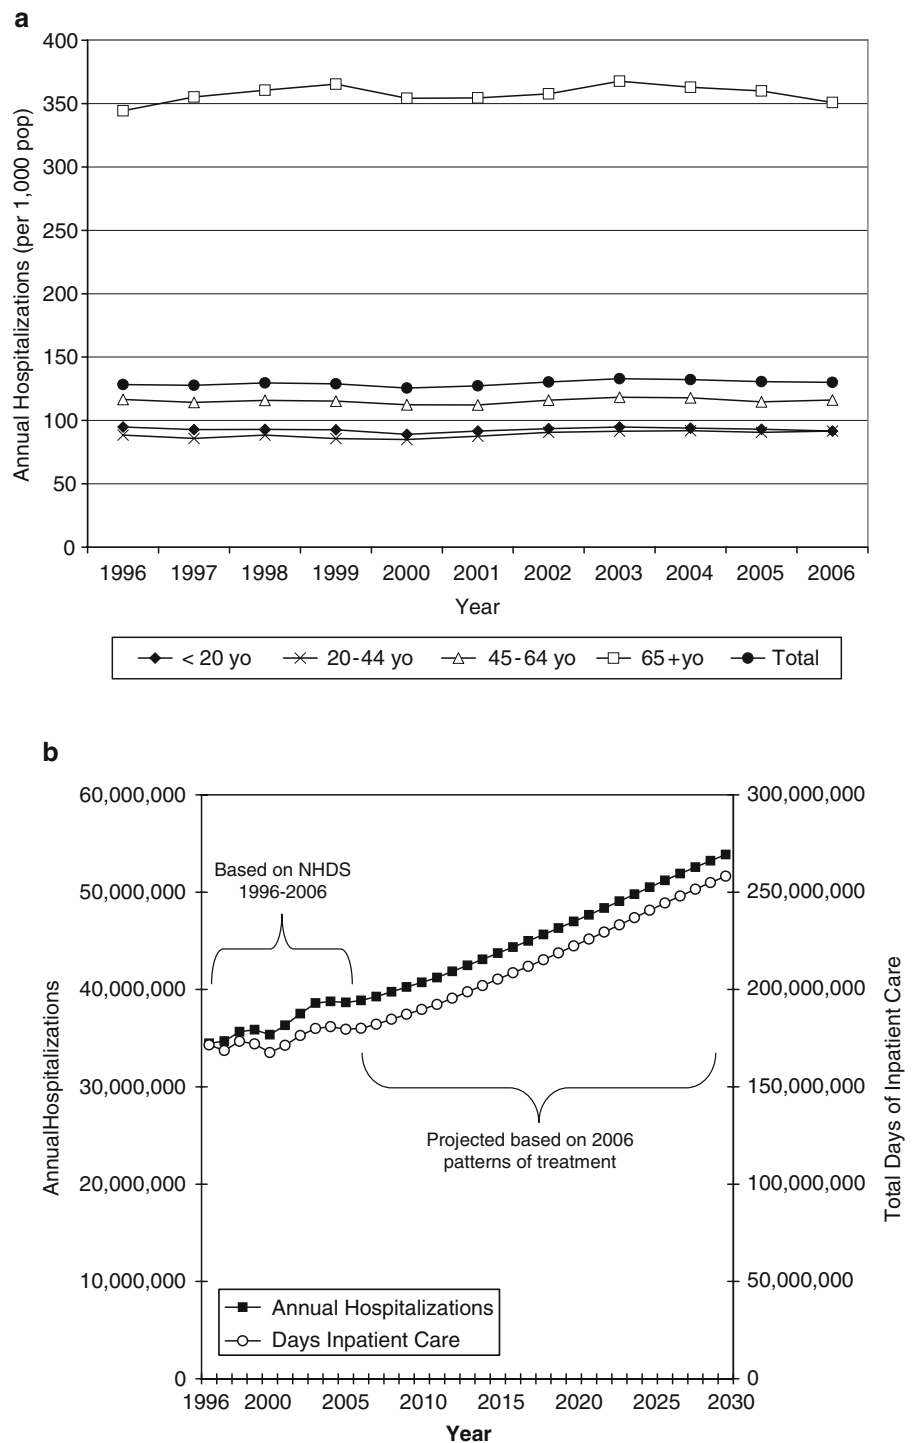 a
400
350
300
250
200
150
100
50
0
Annual Hospitalizations (per 1,000 pop)
1996 1997 1998 1999 2000 2001 2002 2003 2004 2005 2006
Year
< 20 yo 20-44 yo 45-64 yo 65+yo Total
b
60,000,000
50,000,000
40,000,000
30,000,000
20,000,000
10,000,000
0
AnnualHospitalizations
Based on NHDS
1996-2006
Projected based on 2006
patterns of treatment
Annual Hospitalizations
Days Inpatient Care
300,000,000
250,000,000
200,000,000
150,000,000
100,000,000
50,000,000
0
Total Days of Inpatient Care
1996 2000 2005 2010 2015 2020 2025 2030
Year